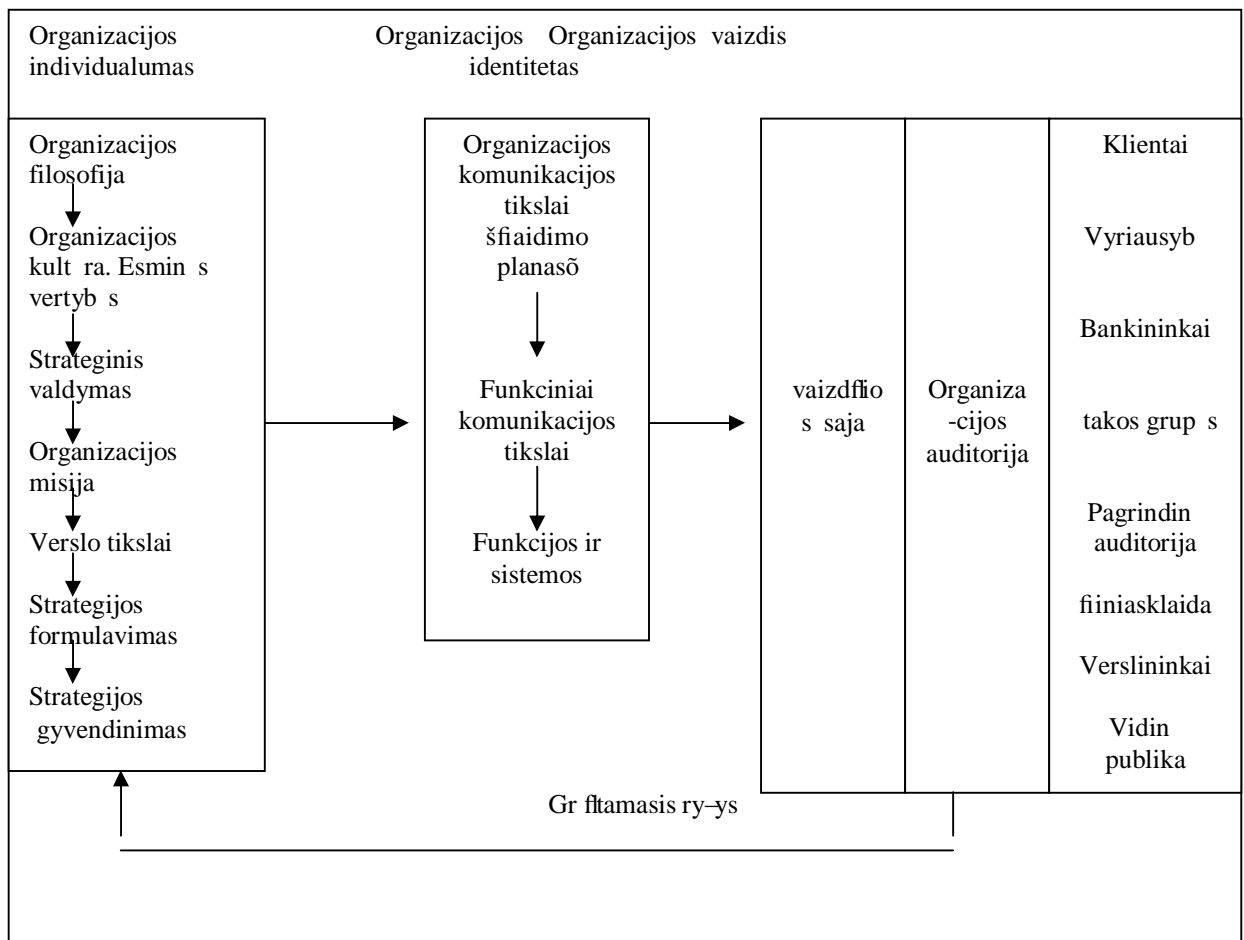 Organizacijos
individualumas
Organizacijos Organizacijos vaizdis
identitetas
Organizacijos
filosofija
Organizacijos
kult ra. Esmin s
vertyb s
Strateginis
valdymas
Organizacijos
misija
Verslo tikslai
Strategijos
formulavimas
Strategijos
gyvendinimas
Organizacijos
komunikacijos
tikslai
šfiaidimo
planasõ
Funkciniai
komunikacijos
tikslai
Funkcijos ir
sistemos
vaizdflio
s saja
Organiza
-cijos
auditorija
Klientai
Vyriausyb
Bankininkai
takos grup s
Pagrindin
auditorija
fiiniasklaida
Verslininkai
Vidin
publika
Gr fltamasis ry–ys